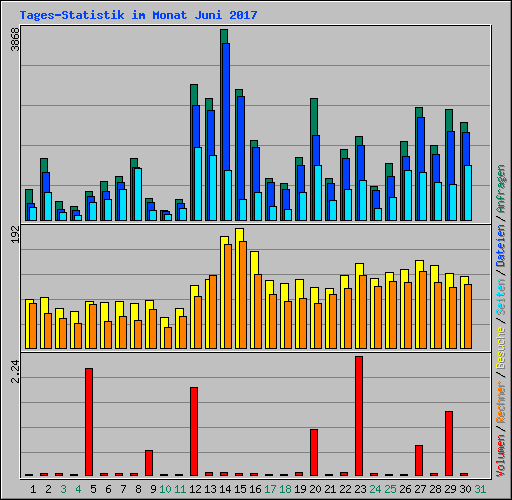 Tages-Statistik im Monat Juni 2017
3868
192
2.24
Volumen / Rechner / Besuche / Seiten / Dateien / Anfragen
1 2 3 4 5 6 7 8 9 10 11 12 13 14 15 16 17 18 19 20 21 22 23 24 25 26 27 28 29 30 31